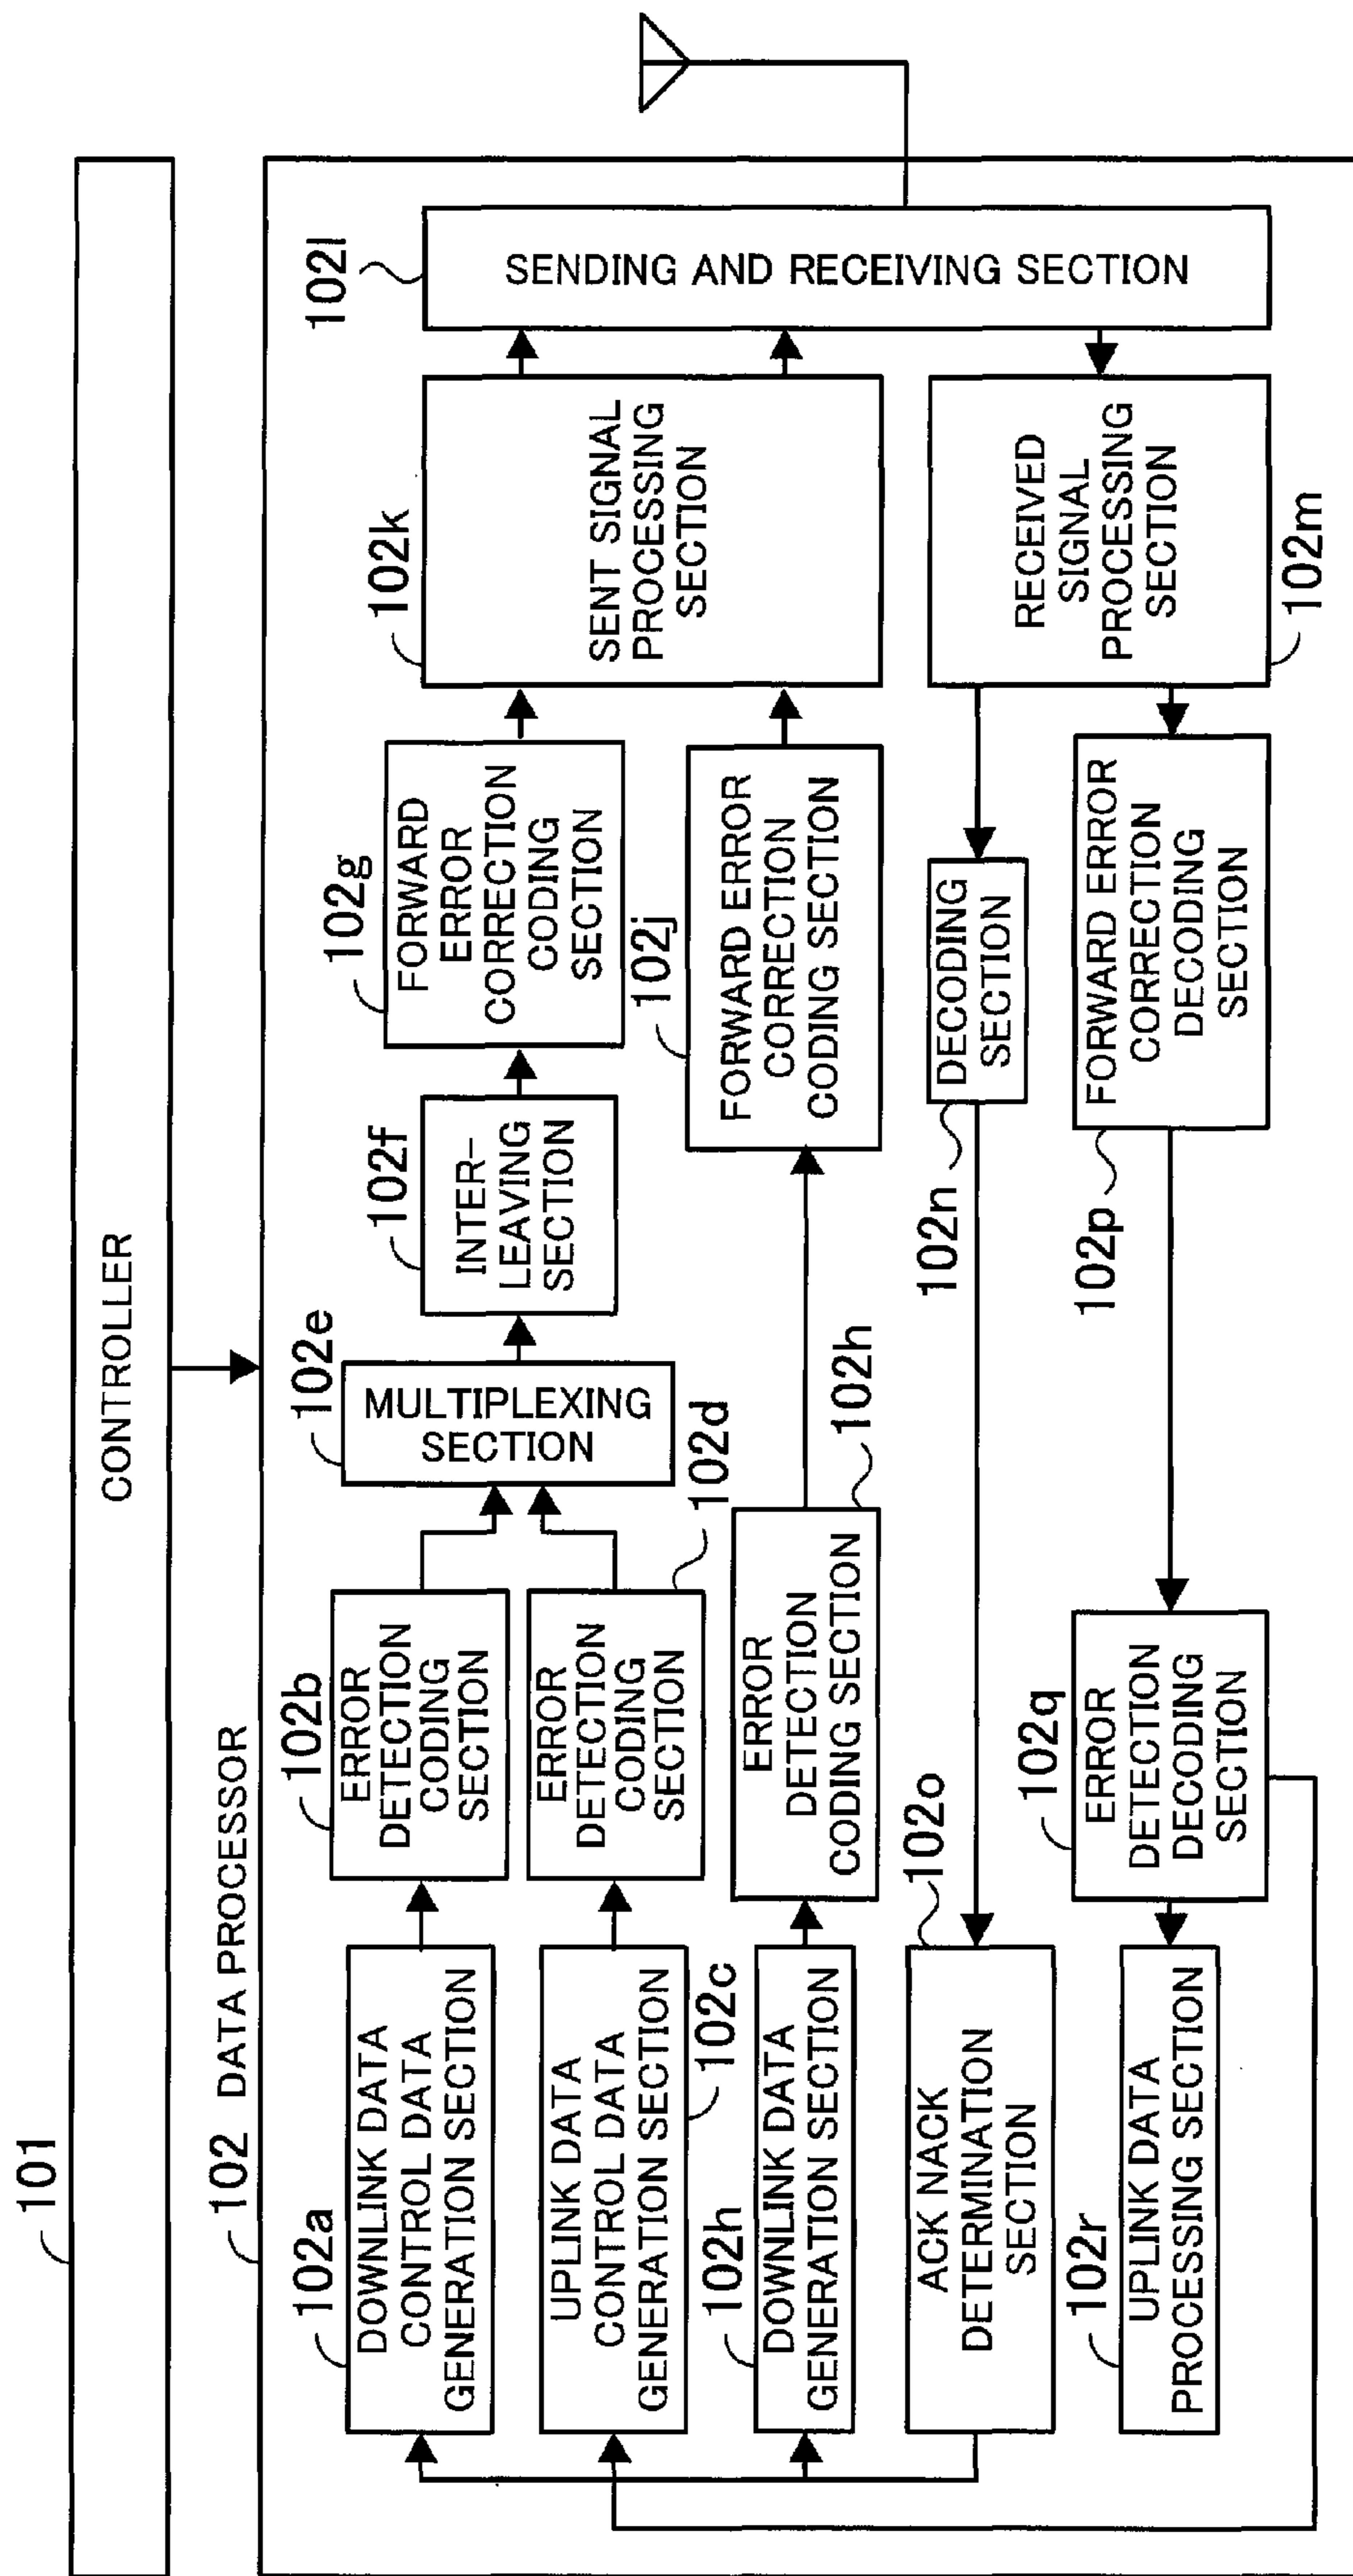 101
CONTROLLER
102 DATA PROCESSOR
102a
DOWNLINK DATA
CONTROL DATA
GENERATION SECTION
102b
ERROR
DETECTION
CODING
SECTION
UPLINK DATA
CONTROL DATA
GENERATION SECTION
102c
ERROR
DETECTION
CODING
SECTION
102d
102e
MULTIPLEXING
SECTION
102f
INTER-
LEAVING
SECTION
102g
FORWARD
ERROR
CORRECTION
CODING
SECTION
102h
DOWNLINK DATA
GENERATION SECTION
ERROR
DETECTION
CODING SECTION
102h
102j
FORWARD ERROR
CORRECTION
CODING SECTION
102k
SENT SIGNAL
PROCESSING
SECTION
102l
SENDING AND RECEIVING SECTION
RECEIVED
SIGNAL
PROCESSING
SECTION
102m
DECODING
SECTION
102n
102o
ACK NACK
DETERMINATION
SECTION
FORWARD ERROR
CORRECTION
DECODING
SECTION
102p
102q
ERROR
DETECTION
DECODING
SECTION
102r
UPLINK DATA
PROCESSING SECTION